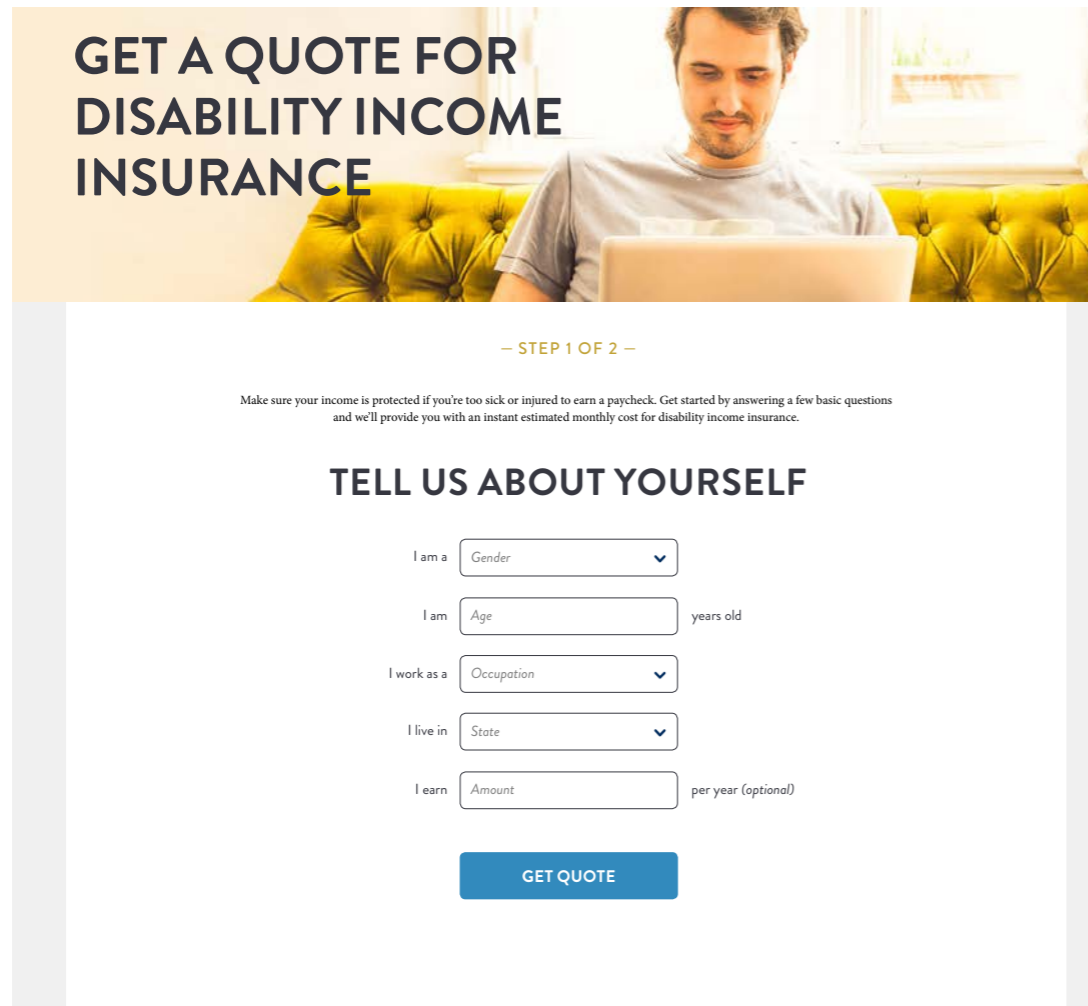 GET A QUOTE FOR
DISABILITY INCOME
INSURANCE
— STEP 1 OF 2 —
Make sure your income is protected if you're too sick or injured to earn a paycheck. Get started by answering a few basic questions
and we'll provide you with an instant estimated monthly cost for disability income insurance.
TELL US ABOUT YOURSELF
I am a Gender
I am Age years old
I work as a Occupation
I live in State
I earn Amount per year (optional)
GET QUOTE